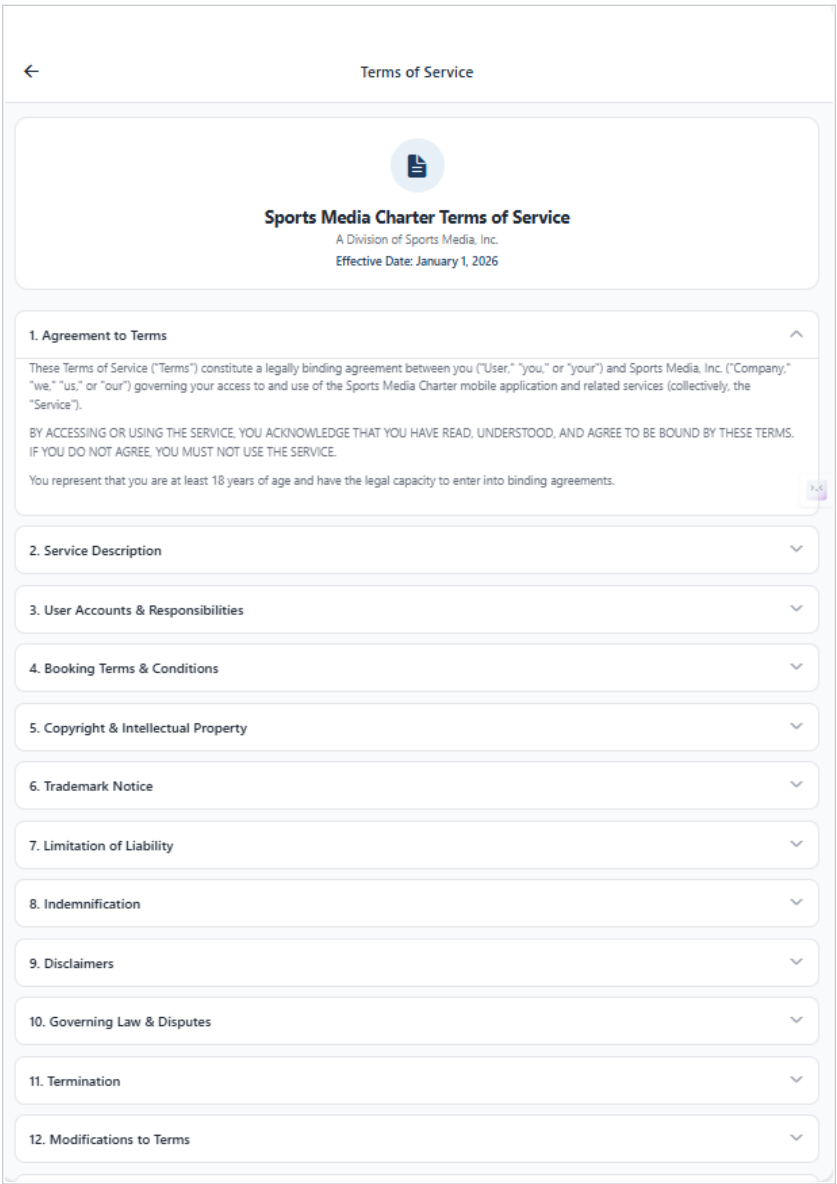 Terms of Service
Sports Media Charter Terms of Service
A Division of Sports Media, Inc.
Effective Date: January 1, 2026
1. Agreement to Terms
These Terms of Service ("Terms") constitute a legally binding agreement between you ("User," "you," or "your") and Sports Media, Inc. ("Company,"
"we," "us," or "our") governing your access to and use of the Sports Media Charter mobile application and related services (collectively, the
"Service").
BY ACCESSING OR USING THE SERVICE, YOU ACKNOWLEDGE THAT YOU HAVE READ, UNDERSTOOD, AND AGREE TO BE BOUND BY THESE TERMS.
IF YOU DO NOT AGREE, YOU MUST NOT USE THE SERVICE.
You represent that you are at least 18 years of age and have the legal capacity to enter into binding agreements.
2. Service Description
3. User Accounts & Responsibilities
4. Booking Terms & Conditions
5. Copyright & Intellectual Property
6. Trademark Notice
7. Limitation of Liability
8. Indemnification
9. Disclaimers
10. Governing Law & Disputes
11. Termination
12. Modifications to Terms